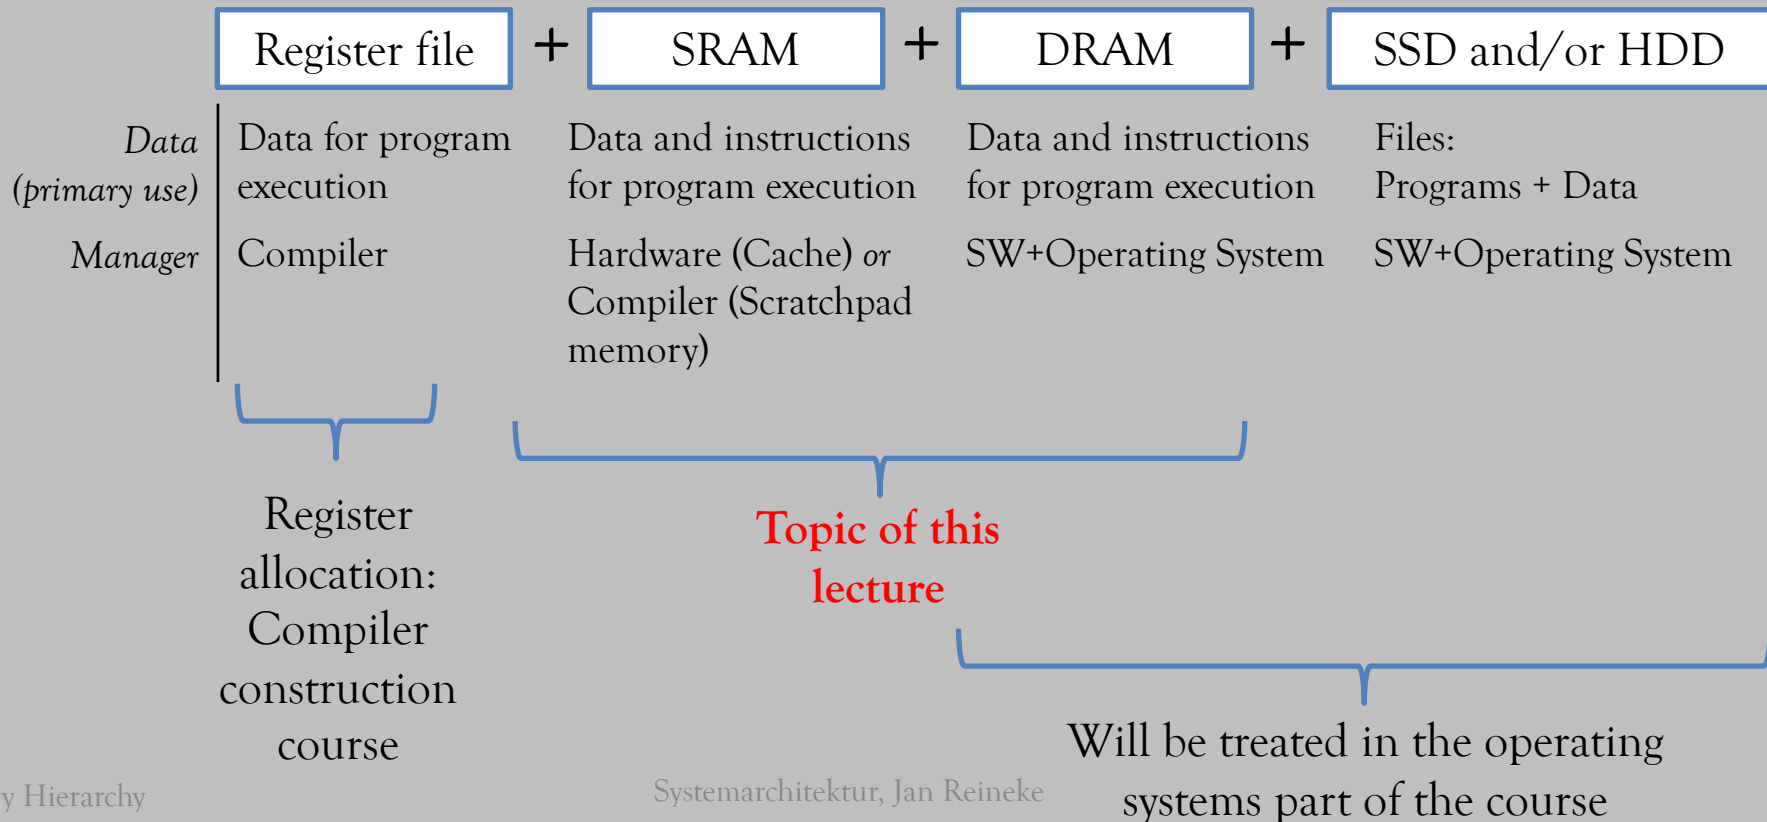 Register file + SRAM + DRAM + SSD and/or HDD
Data
(primary use)
Data for program
execution
Data and instructions
for program execution
Data and instructions
for program execution
Files:
Programs + Data
Manager
Compiler
Hardware (Cache) or
Compiler (Scratchpad
memory)
SW+Operating System
SW+Operating System
Register
allocation:
Compiler
construction
course
Topic of this
lecture
Will be treated in the operating
systems part of the course
y Hierarchy
Systemarchitektur, Jan Reineke